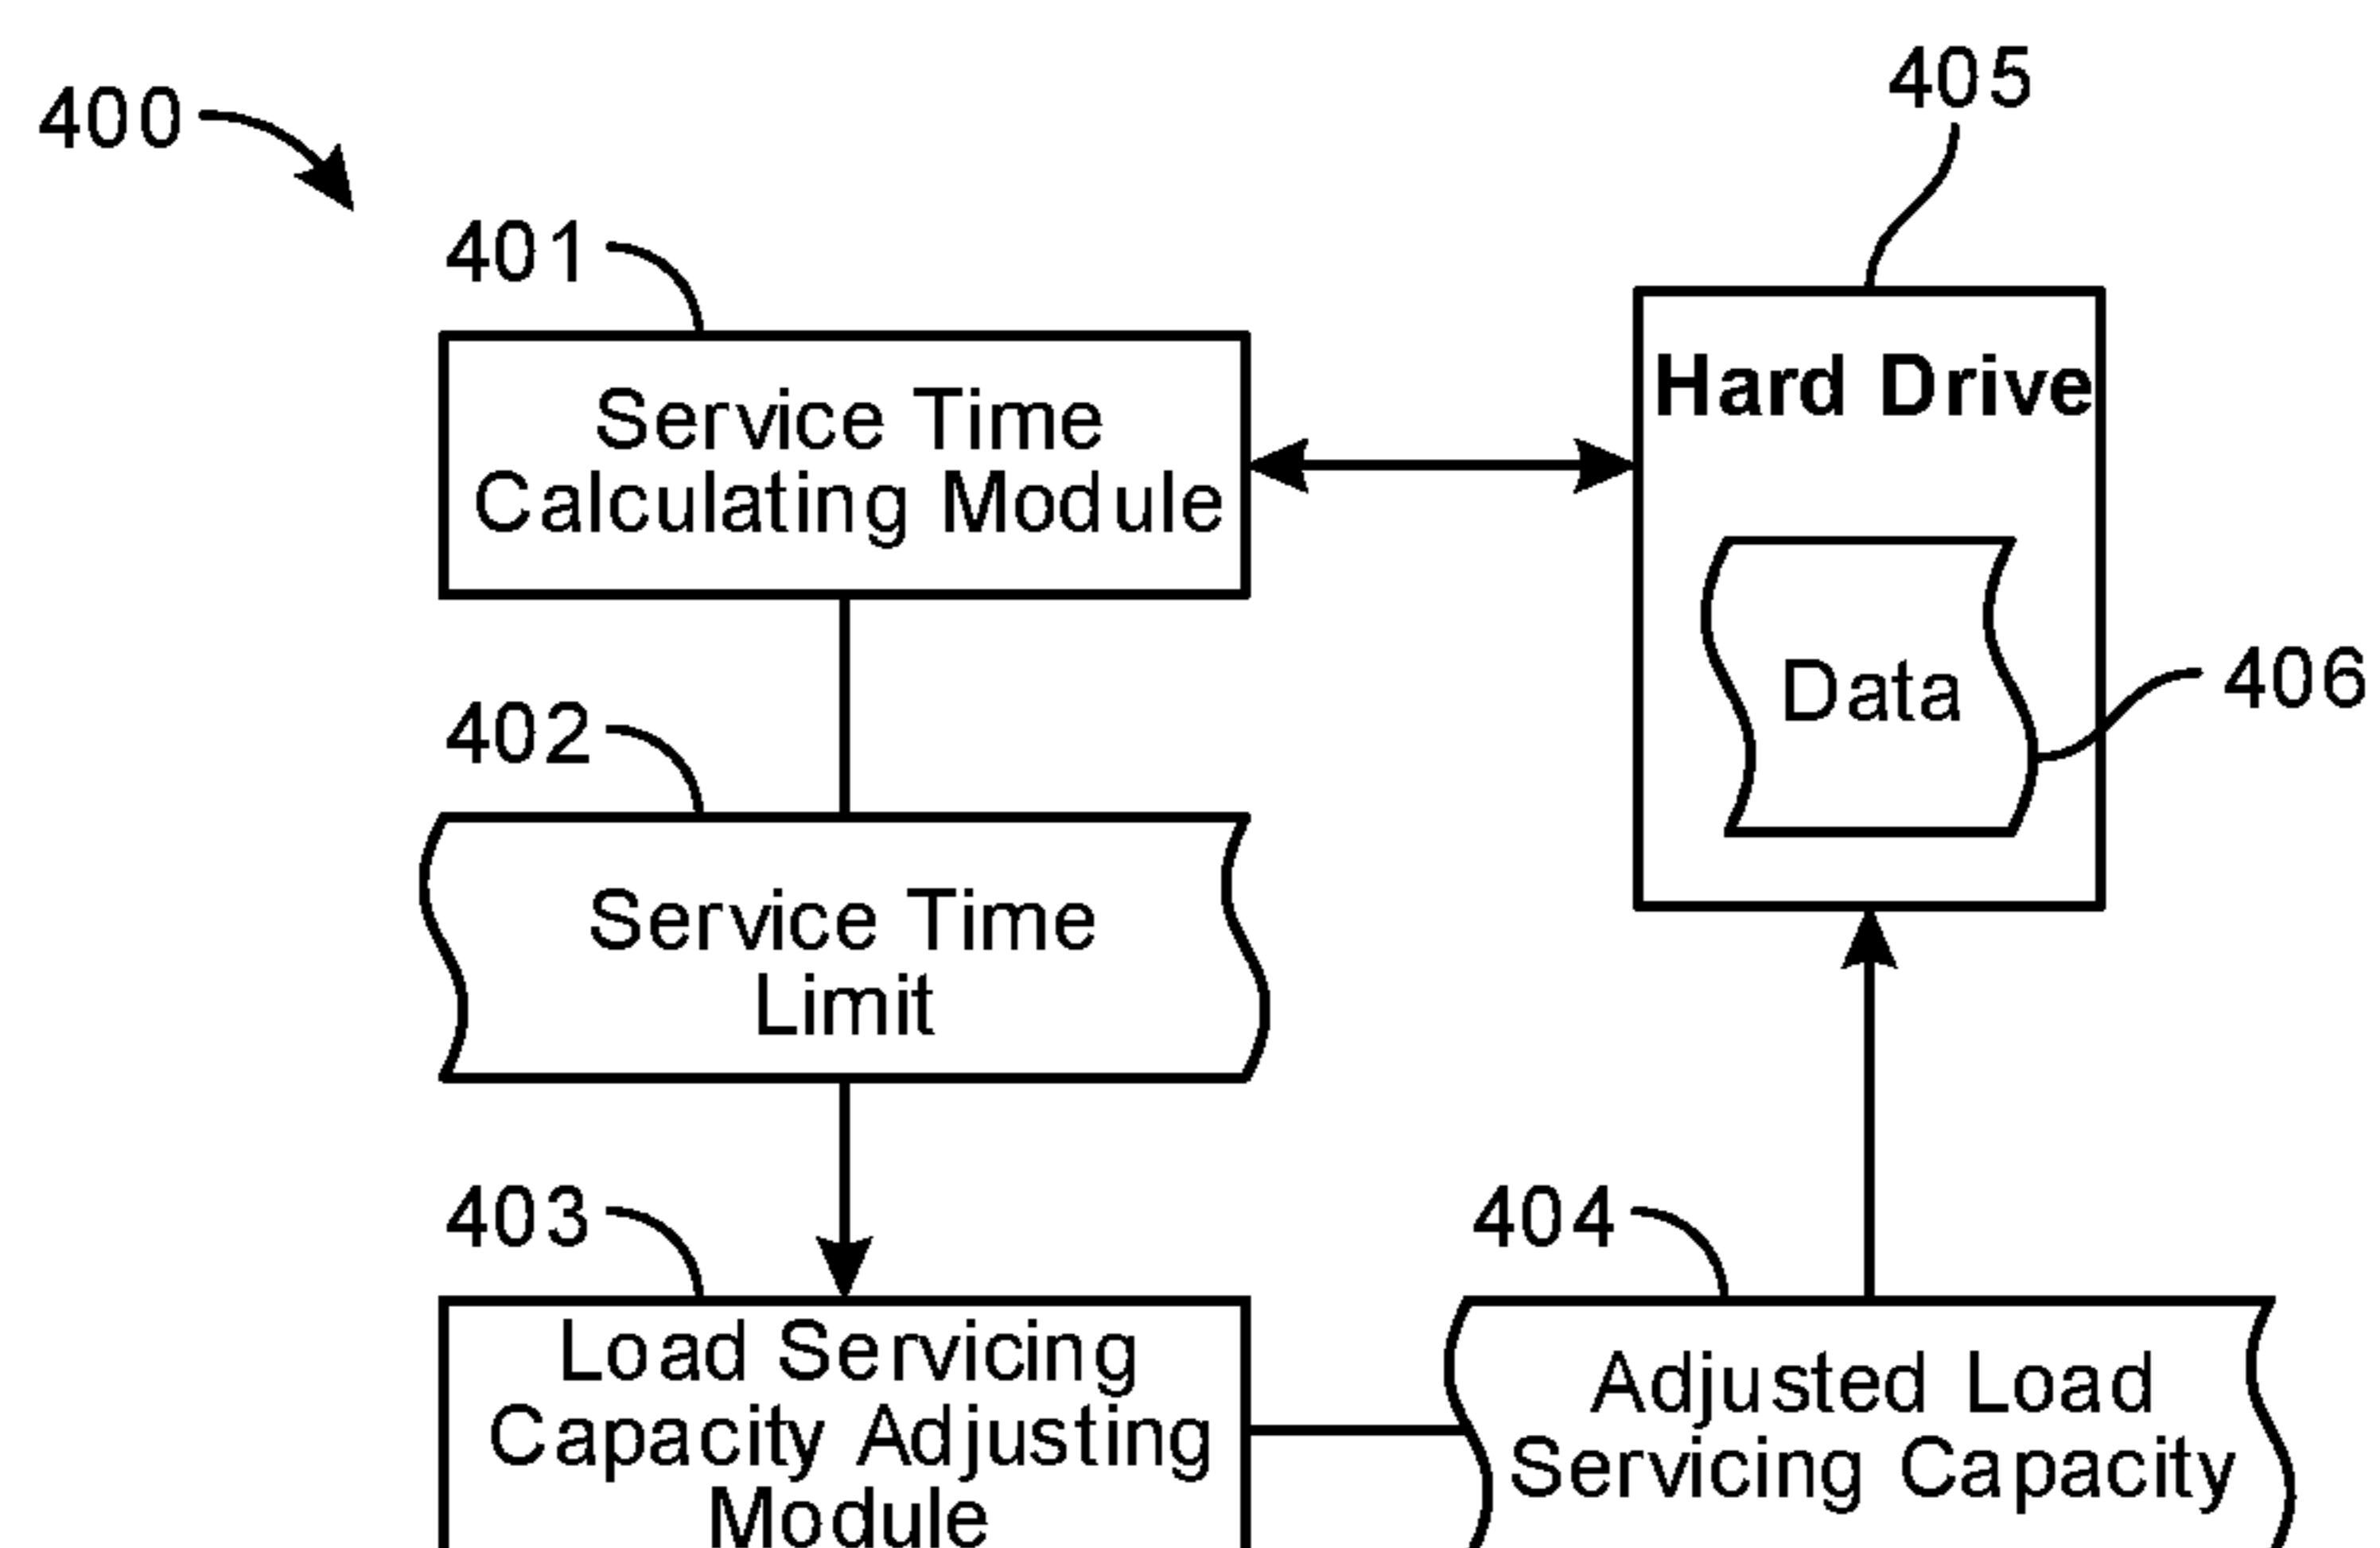 400
405
401
Service Time
Calculating Module
Hard Drive
Data
406
402
Service Time
Limit
403
Load Servicing
Capacity Adjusting
Module
404
Adjusted Load
Servicing Capacity